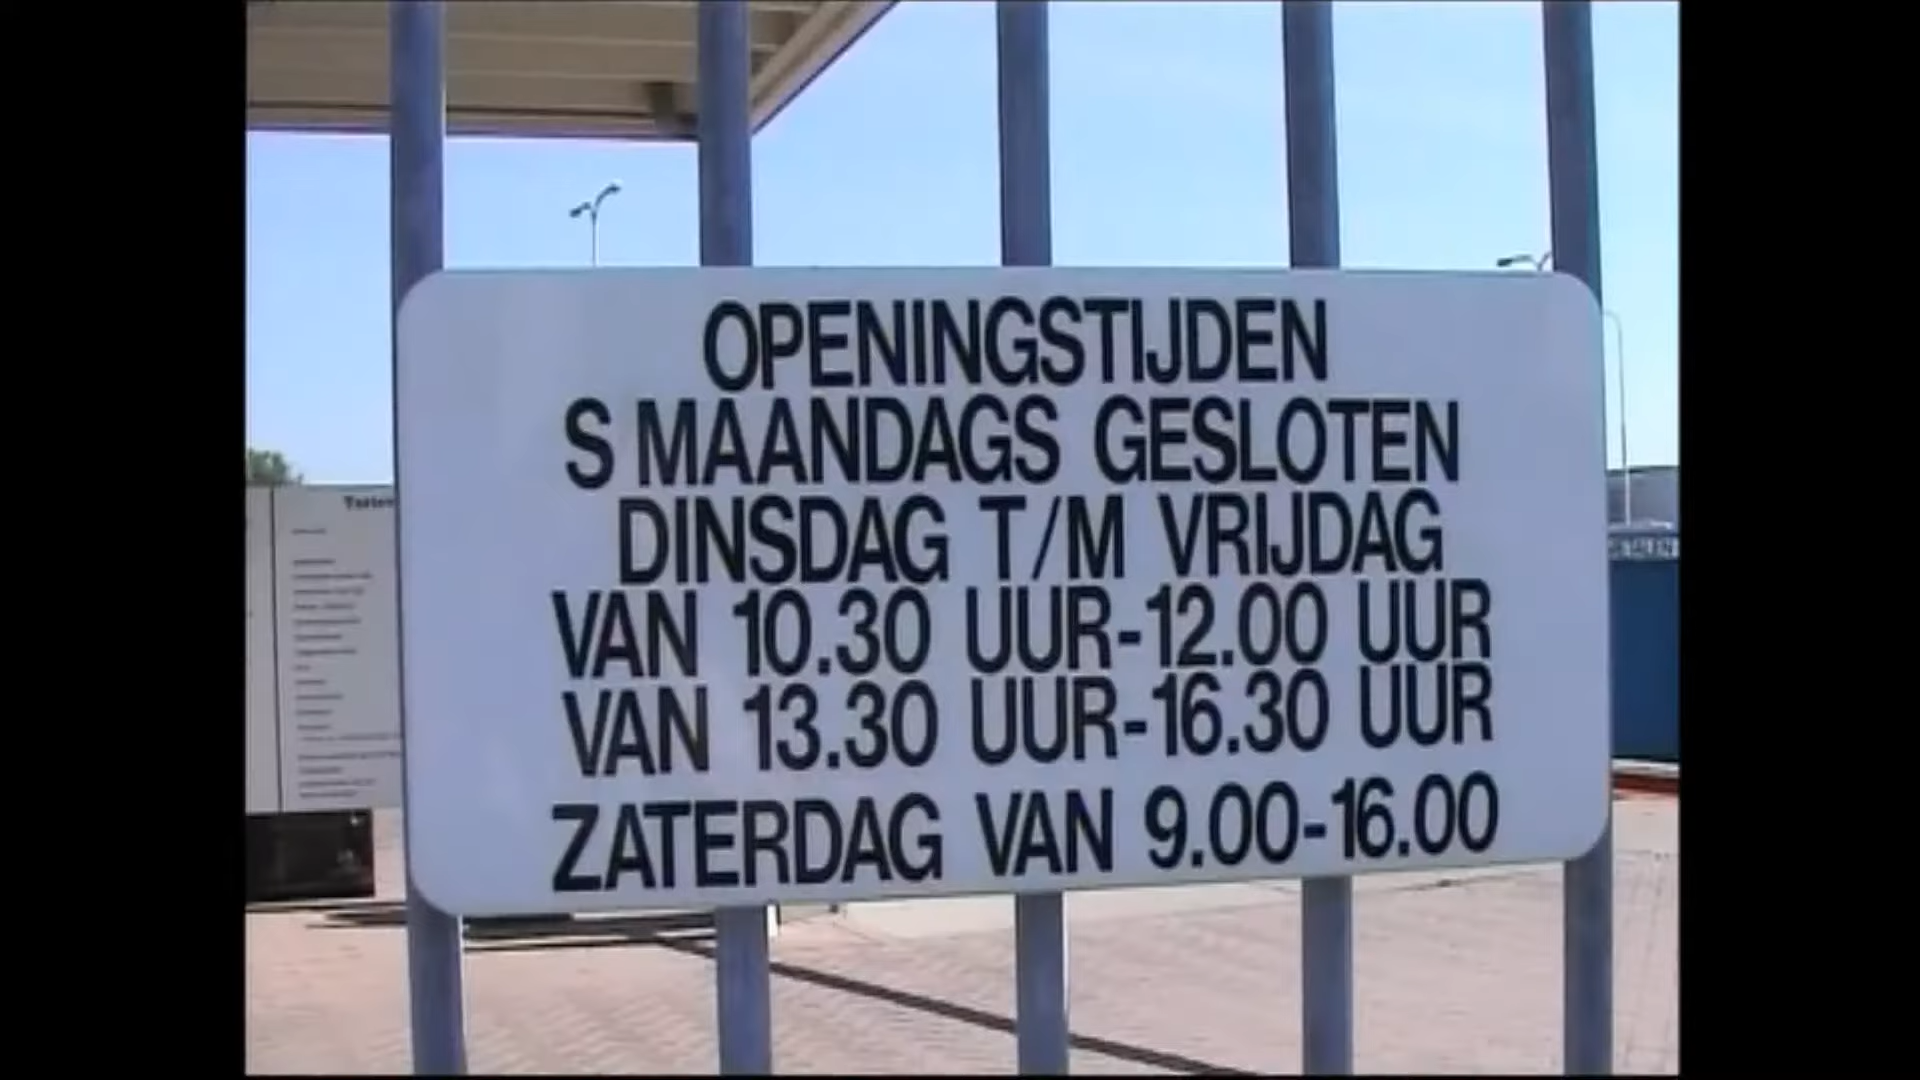 OPENINGSTIJDEN
S MAANDAGS GESLOTEN
DINSDAG T/M VRIJDAG
VAN 10.30 UUR-12.00 UUR
VAN 13.30 UUR-16.30 UUR
ZATERDAG VAN 9.00-16.00